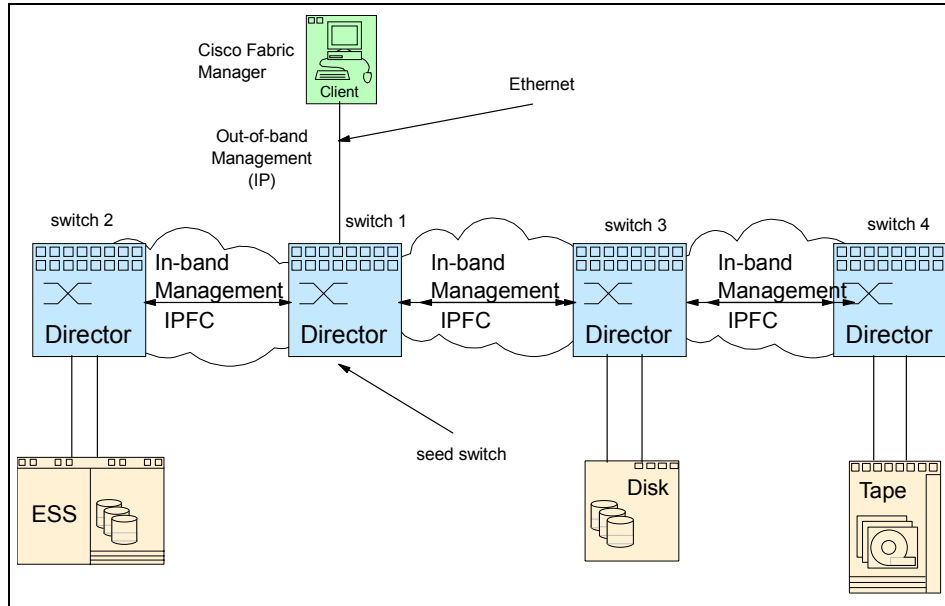 Cisco Fabric
Manager
Client
Ethernet
Out-of-band
Management
(IP)
switch 2
switch 1
switch 3
switch 4
In-band
Management
IPFC
In-band
Management
IPFC
In-band
Management
IPFC
Director
Director
Director
Director
seed switch
ESS
Disk
Tape